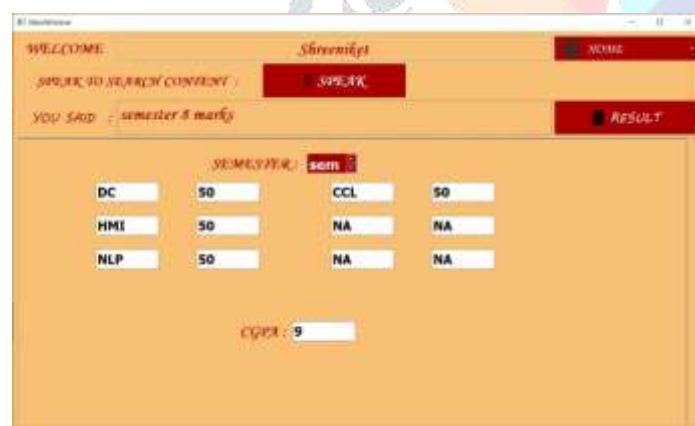 MainWindow
WELCOME Shreeniket HOME
SPEAK TO SEARCH CONTENT : SPEAK
YOU SAID : semester 8 marks RESULT
SEMESTER : sem
DC 50 CCL 50
HMI 50 NA NA
NLP 50 NA NA
CGPA : 9